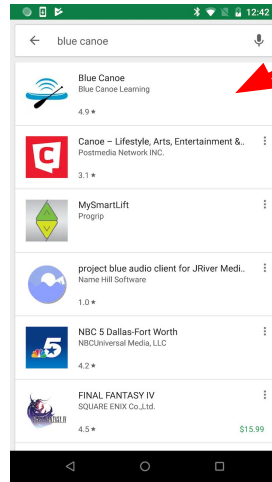 12:42
blue canoe
Blue Canoe
Blue Canoe Learning
4.9 ★
Canoe – Lifestyle, Arts, Entertainment &..
Postmedia Network INC.
3.1 ★
MySmartLift
Progrip
project blue audio client for JRiver Medi..
Name Hill Software
1.0 ★
NBC 5 Dallas-Fort Worth
NBCUniversal Media, LLC
5
4.2 ★
FINAL FANTASY IV
SQUARE ENIX Co.,Ltd.
4.5 ★ $15.99